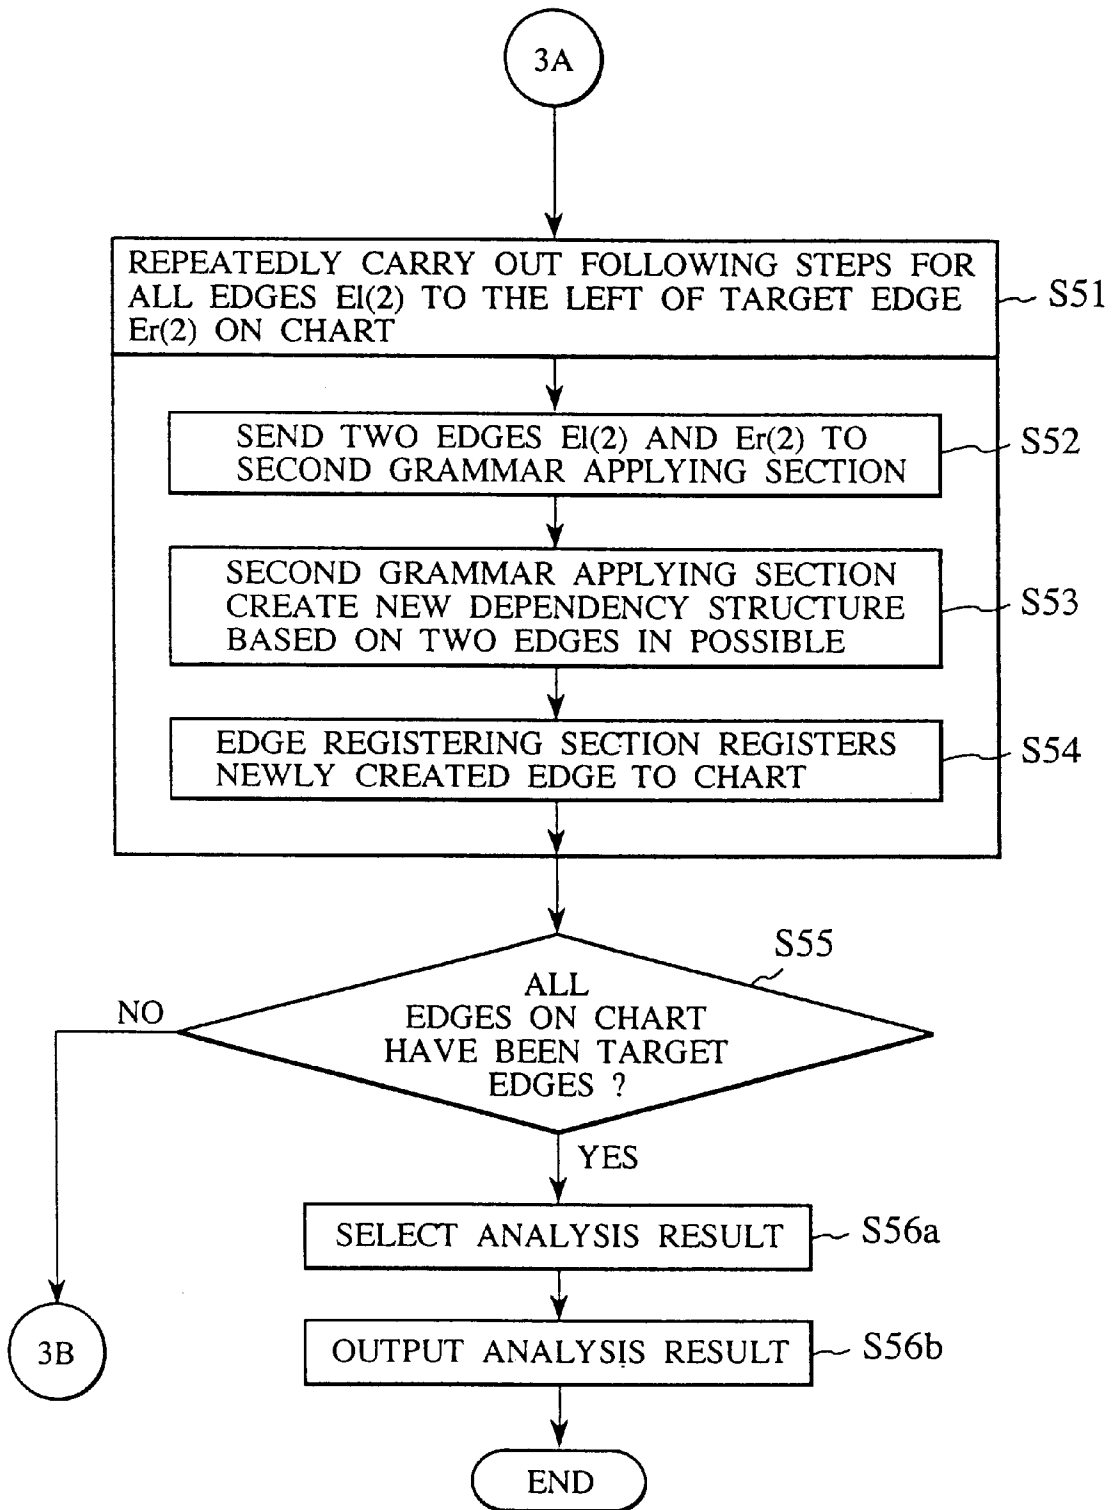 3A
REPEATEDLY CARRY OUT FOLLOWING STEPS FOR
ALL EDGES El(2) TO THE LEFT OF TARGET EDGE
Er(2) ON CHART
S51
SEND TWO EDGES El(2) AND Er(2) TO
SECOND GRAMMAR APPLYING SECTION
S52
SECOND GRAMMAR APPLYING SECTION
CREATE NEW DEPENDENCY STRUCTURE
BASED ON TWO EDGES IN POSSIBLE
S53
EDGE REGISTERING SECTION REGISTERS
NEWLY CREATED EDGE TO CHART
S54
S55
ALL
EDGES ON CHART
HAVE BEEN TARGET
EDGES ?
NO
YES
SELECT ANALYSIS RESULT
S56a
3B
OUTPUT ANALYSIS RESULT
S56b
END